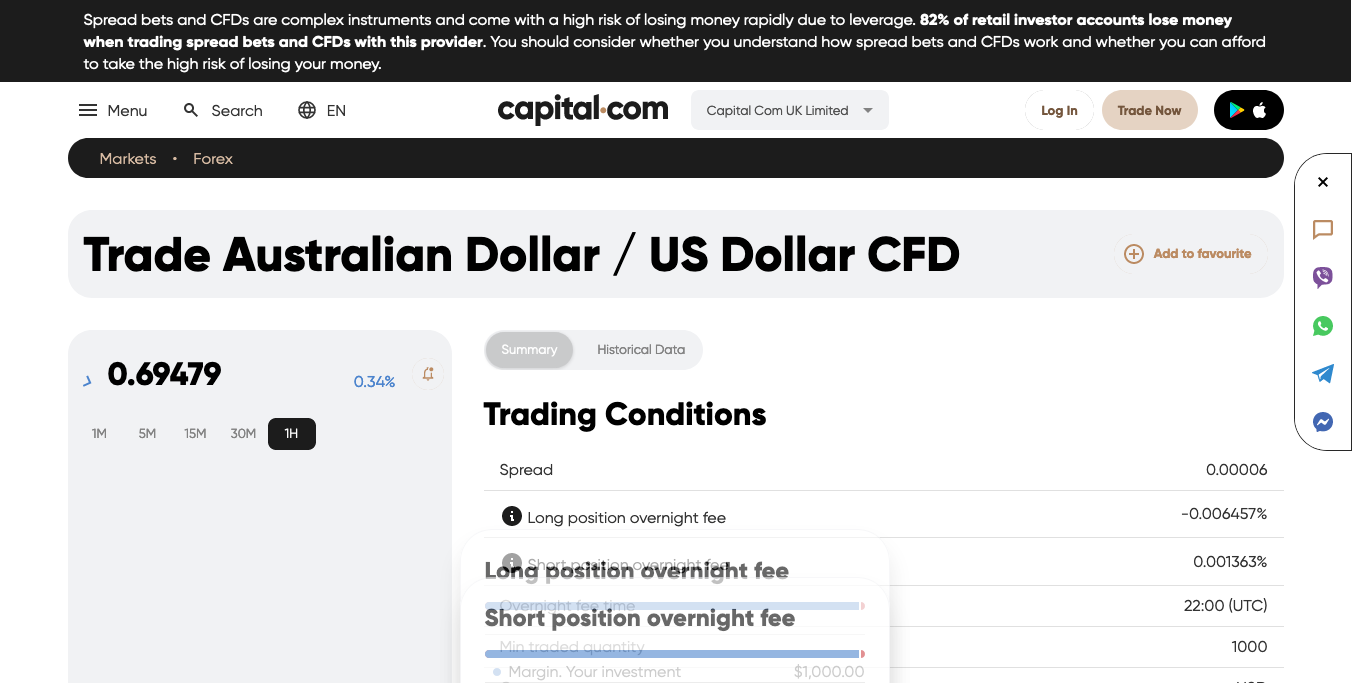 Spread bets and CFDs are complex instruments and come with a high risk of losing money rapidly due to leverage. 82% of retail investor accounts lose money
when trading spread bets and CFDs with this provider. You should consider whether you understand how spread bets and CFDs work and whether you can afford
to take the high risk of losing your money.
Menu Search EN capital.com Capital Com UK Limited Log In Trade Now
Markets • Forex
Trade Australian Dollar / US Dollar CFD Add to favourite
0.69479 0.34%
1M 5M 15M 30M 1H
Summary Historical Data
Trading Conditions
Spread 0.00006
Long position overnight fee -0.006457%
Short position overnight fee 0.001363%
Long position overnight fee
Overnight fee time 22:00 (UTC)
Short position overnight fee
Min traded quantity 1000
Margin. Your investment $1,000.00